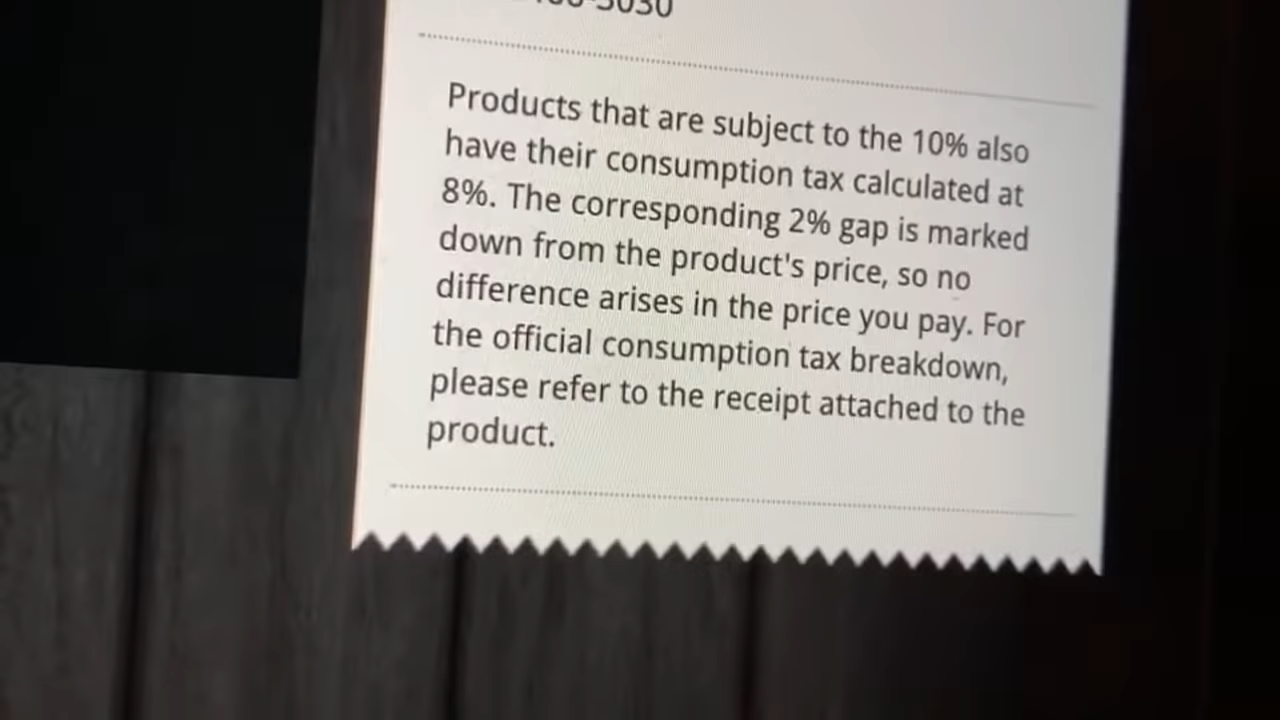 Products that are subject to the 10% also
have their consumption tax calculated at
8%. The corresponding 2% gap is marked
down from the product's price, so no
difference arises in the price you pay. For
the official consumption tax breakdown,
please refer to the receipt attached to the
product.